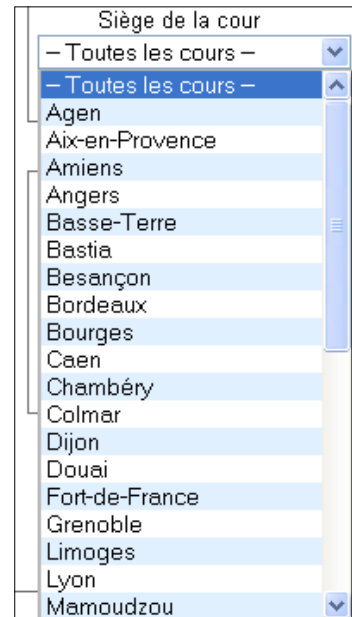 Siège de la cour
– Toutes les cours –
– Toutes les cours –
Agen
Aix-en-Provence
Amiens
Angers
Basse-Terre
Bastia
Besançon
Bordeaux
Bourges
Caen
Chambéry
Colmar
Dijon
Douai
Fort-de-France
Grenoble
Limoges
Lyon
Mamoudzou